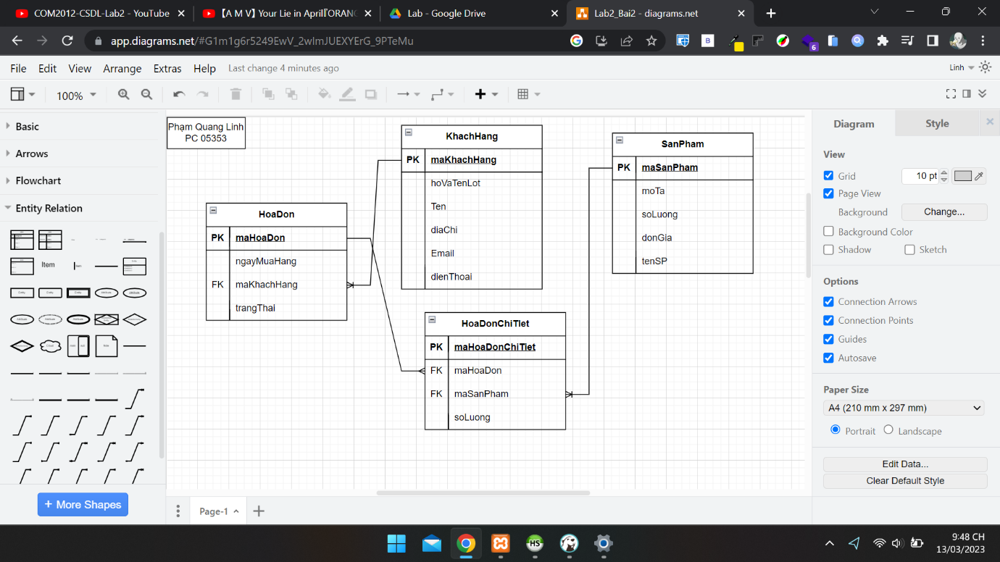 COM2012-CSDL-Lab2 - YouTube
【A M V】Your Lie in April『ORANG
Lab - Google Drive
Lab2_Bai2 - diagrams.net
app.diagrams.net/#G1m1g6r5249EwV_2wlmJUEXYErG_9PTeMu
B
6
File Edit View Arrange Extras Help Last change 4 minutes ago
Linh
100%
Basic
Arrows
Flowchart
Entity Relation
Item
More Shapes
Phạm Quang Linh
PC 05353
HoaDon
PK maHoaDon
ngayMuaHang
FK maKhachHang
trangThai
KhachHang
PK maKhachHang
hoVaTenLot
Ten
diaChi
Email
dienThoai
SanPham
PK maSanPham
moTa
soLuong
donGia
tenSP
HoaDonChiTIet
PK maHoaDonChiTiet
FK maHoaDon
FK maSanPham
soLuong
Page-1
Diagram Style
View
Grid 10 pt
Page View
Background Change...
Background Color
Shadow Sketch
Options
Connection Arrows
Connection Points
Guides
Autosave
Paper Size
A4 (210 mm x 297 mm)
Portrait Landscape
Edit Data...
Clear Default Style
HS
9:48 CH
13/03/2023